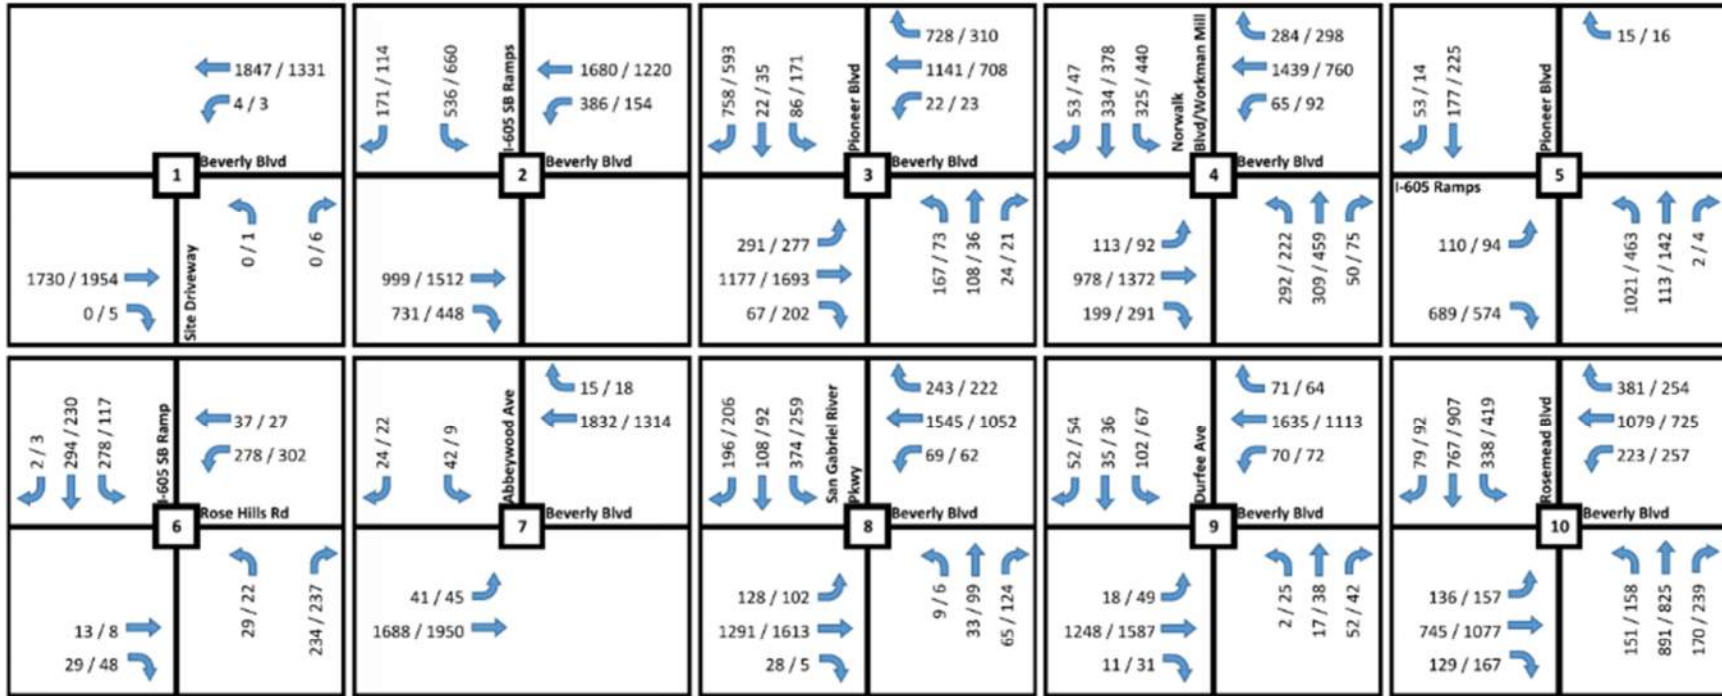 1847 / 1331
4 / 3
Beverly Blvd
1
1730 / 1954
0 / 5
Site Driveway
0 / 1
0 / 6
171 / 114
536 / 660
I-605 SB Ramps
1680 / 1220
386 / 154
Beverly Blvd
2
999 / 1512
731 / 448
758 / 593
22 / 35
86 / 171
Pioneer Blvd
728 / 310
1141 / 708
22 / 23
Beverly Blvd
3
291 / 277
1177 / 1693
67 / 202
167 / 73
108 / 36
24 / 21
53 / 47
334 / 378
325 / 440
Norwalk
Blvd/Workman Mill
284 / 298
1439 / 760
65 / 92
Beverly Blvd
4
113 / 92
978 / 1372
199 / 291
292 / 222
309 / 459
50 / 75
53 / 14
177 / 225
Pioneer Blvd
15 / 16
5
I-605 Ramps
110 / 94
689 / 574
1021 / 463
113 / 142
2 / 4
2 / 3
294 / 230
278 / 117
I-605 SB Ramp
37 / 27
278 / 302
Rose Hills Rd
6
13 / 8
29 / 48
29 / 22
234 / 237
24 / 22
42 / 9
Abbeywood Ave
15 / 18
1832 / 1314
Beverly Blvd
7
41 / 45
1688 / 1950
196 / 206
108 / 92
374 / 259
San Gabriel River
Pkwy
243 / 222
1545 / 1052
69 / 62
Beverly Blvd
8
128 / 102
1291 / 1613
28 / 5
9 / 6
33 / 99
65 / 124
52 / 54
35 / 36
102 / 67
Durfee Ave
71 / 64
1635 / 1113
70 / 72
Beverly Blvd
9
18 / 49
1248 / 1587
11 / 31
2 / 25
17 / 38
52 / 42
79 / 92
767 / 907
338 / 419
Rosemead Blvd
381 / 254
1079 / 725
223 / 257
Beverly Blvd
10
136 / 157
745 / 1077
129 / 167
151 / 158
891 / 825
170 / 239